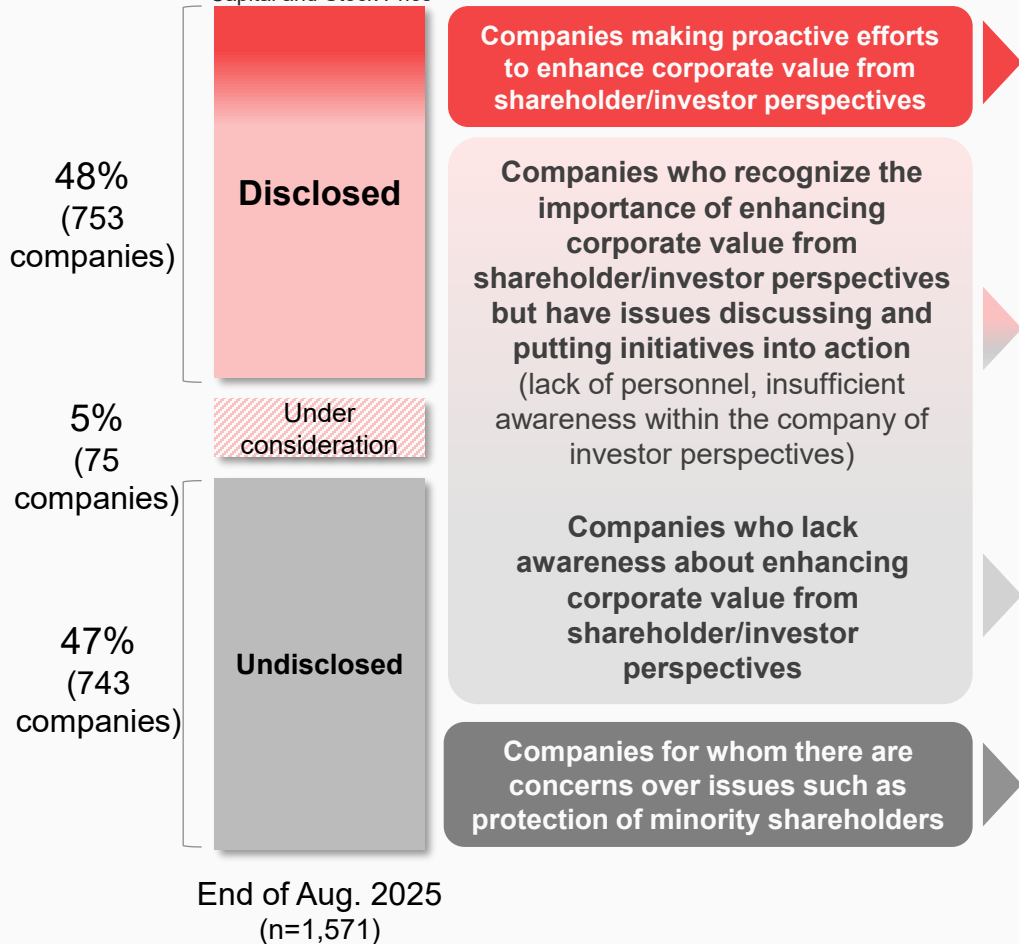 Capital and Stock Price
Companies making proactive efforts
to enhance corporate value from
shareholder/investor perspectives
48%
(753
companies)
Disclosed
Companies who recognize the
importance of enhancing
corporate value from
shareholder/investor perspectives
but have issues discussing and
putting initiatives into action
(lack of personnel, insufficient
awareness within the company of
investor perspectives)
5%
(75
companies)
Under
consideration
Companies who lack
awareness about enhancing
corporate value from
shareholder/investor
perspectives
47%
(743
companies)
Undisclosed
Companies for whom there are
concerns over issues such as
protection of minority shareholders
End of Aug. 2025
(n=1,571)